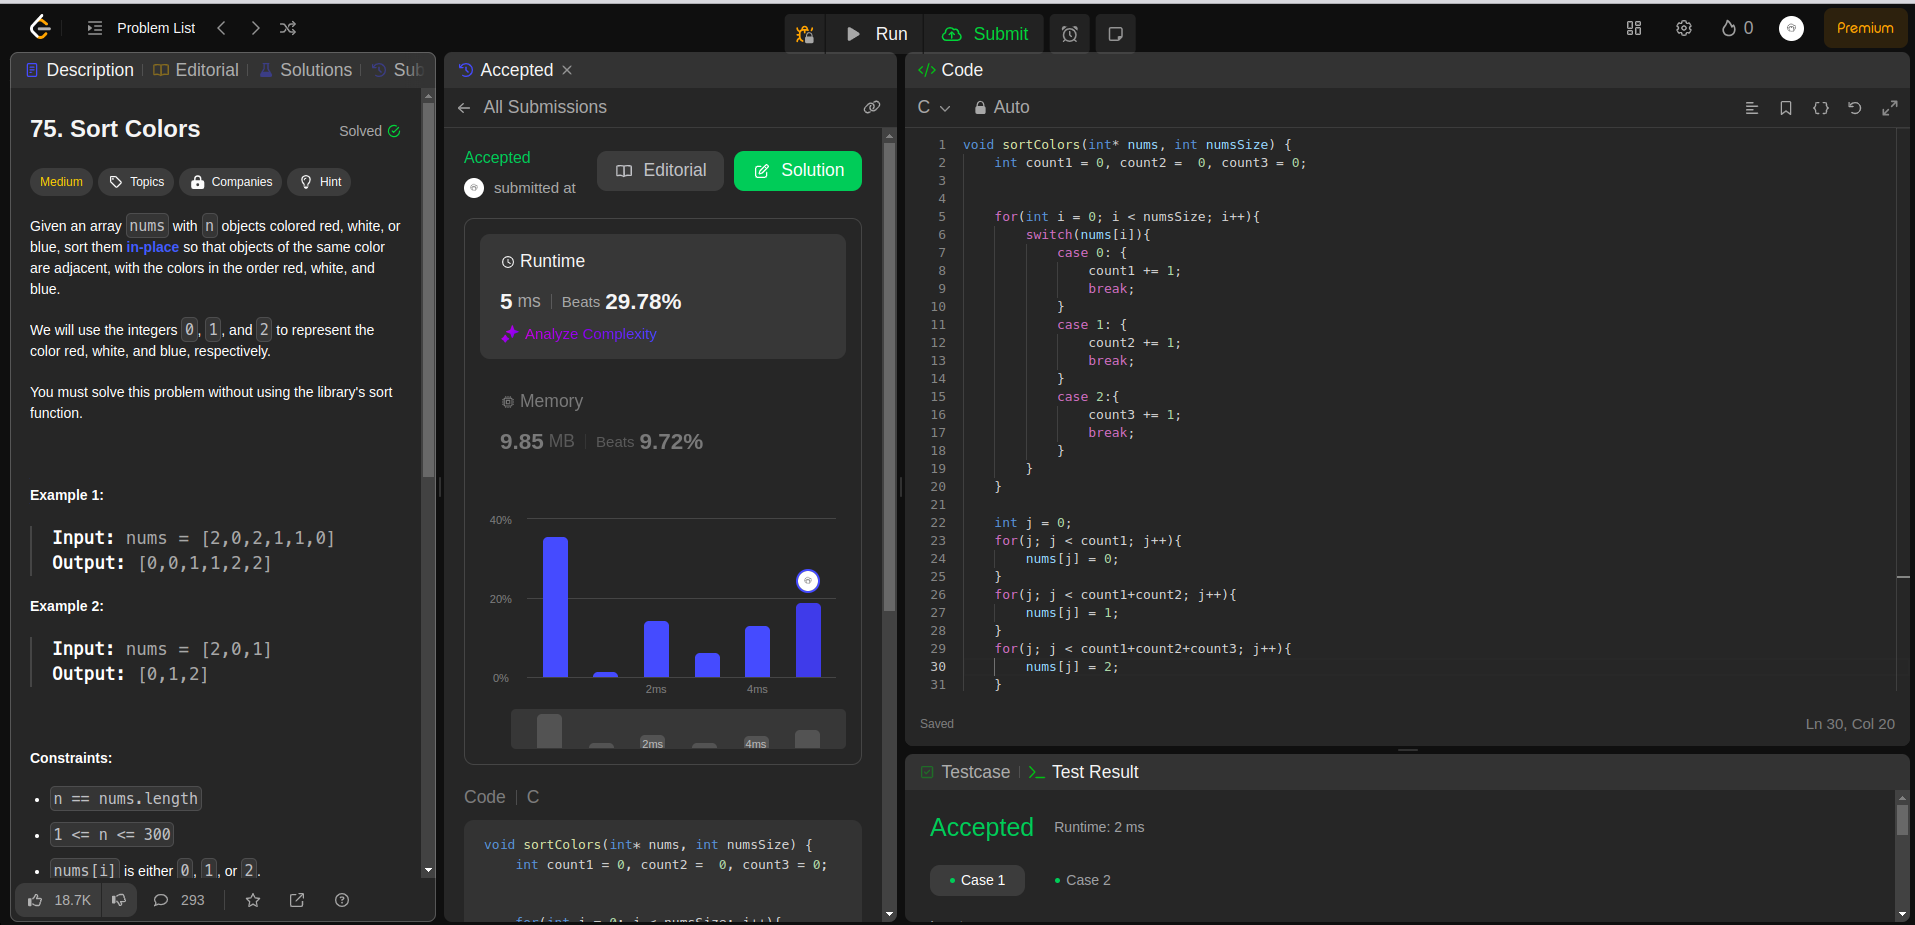 Problem List
Run
Submit
0
Premium
Description
Editorial
Solutions
Sub
75. Sort Colors
Solved
Medium
Topics
Companies
Hint
Given an array nums with n objects colored red, white, or
blue, sort them in-place so that objects of the same color
are adjacent, with the colors in the order red, white, and
blue.
We will use the integers 0, 1, and 2 to represent the
color red, white, and blue, respectively.
You must solve this problem without using the library's sort
function.
Example 1:
Input: nums = [2,0,2,1,1,0]
Output: [0,0,1,1,2,2]
Example 2:
Input: nums = [2,0,1]
Output: [0,1,2]
Constraints:
n == nums.length
1 <= n <= 300
nums[i] is either 0, 1, or 2.
18.7K
293
Accepted
All Submissions
Accepted
submitted at
Editorial
Solution
Runtime
5 ms | Beats 29.78%
Analyze Complexity
Memory
9.85 MB | Beats 9.72%
40%
20%
0%
2ms
4ms
2ms
4ms
Code | C
void sortColors(int* nums, int numsSize) {
    int count1 = 0, count2 =  0, count3 = 0;
    for(int i = 0; i < numsSize; i++){
</> Code
C
Auto
1 void sortColors(int* nums, int numsSize) {
2     int count1 = 0, count2 =  0, count3 = 0;
3
4
5     for(int i = 0; i < numsSize; i++){
6         switch(nums[i]){
7             case 0: {
8                 count1 += 1;
9                 break;
10             }
11             case 1: {
12                 count2 += 1;
13                 break;
14             }
15             case 2:{
16                 count3 += 1;
17                 break;
18             }
19         }
20     }
21
22     int j = 0;
23     for(j; j < count1; j++){
24         nums[j] = 0;
25     }
26     for(j; j < count1+count2; j++){
27         nums[j] = 1;
28     }
29     for(j; j < count1+count2+count3; j++){
30         nums[j] = 2;
31     }
Saved
Ln 30, Col 20
Testcase
Test Result
Accepted
Runtime: 2 ms
Case 1
Case 2